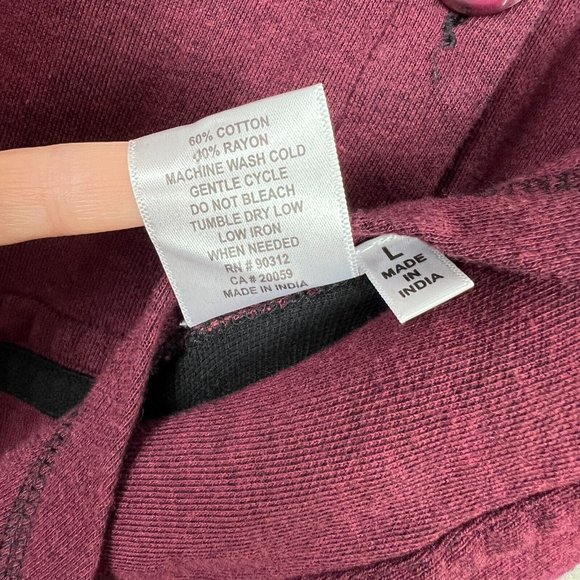 60% COTTON
40% RAYON
MACHINE WASH COLD
GENTLE CYCLE
DO NOT BLEACH
TUMBLE DRY LOW
LOW IRON
WHEN NEEDED
RN # 90312
CA # 20059
MADE IN INDIA
L
MADE IN
INDIA